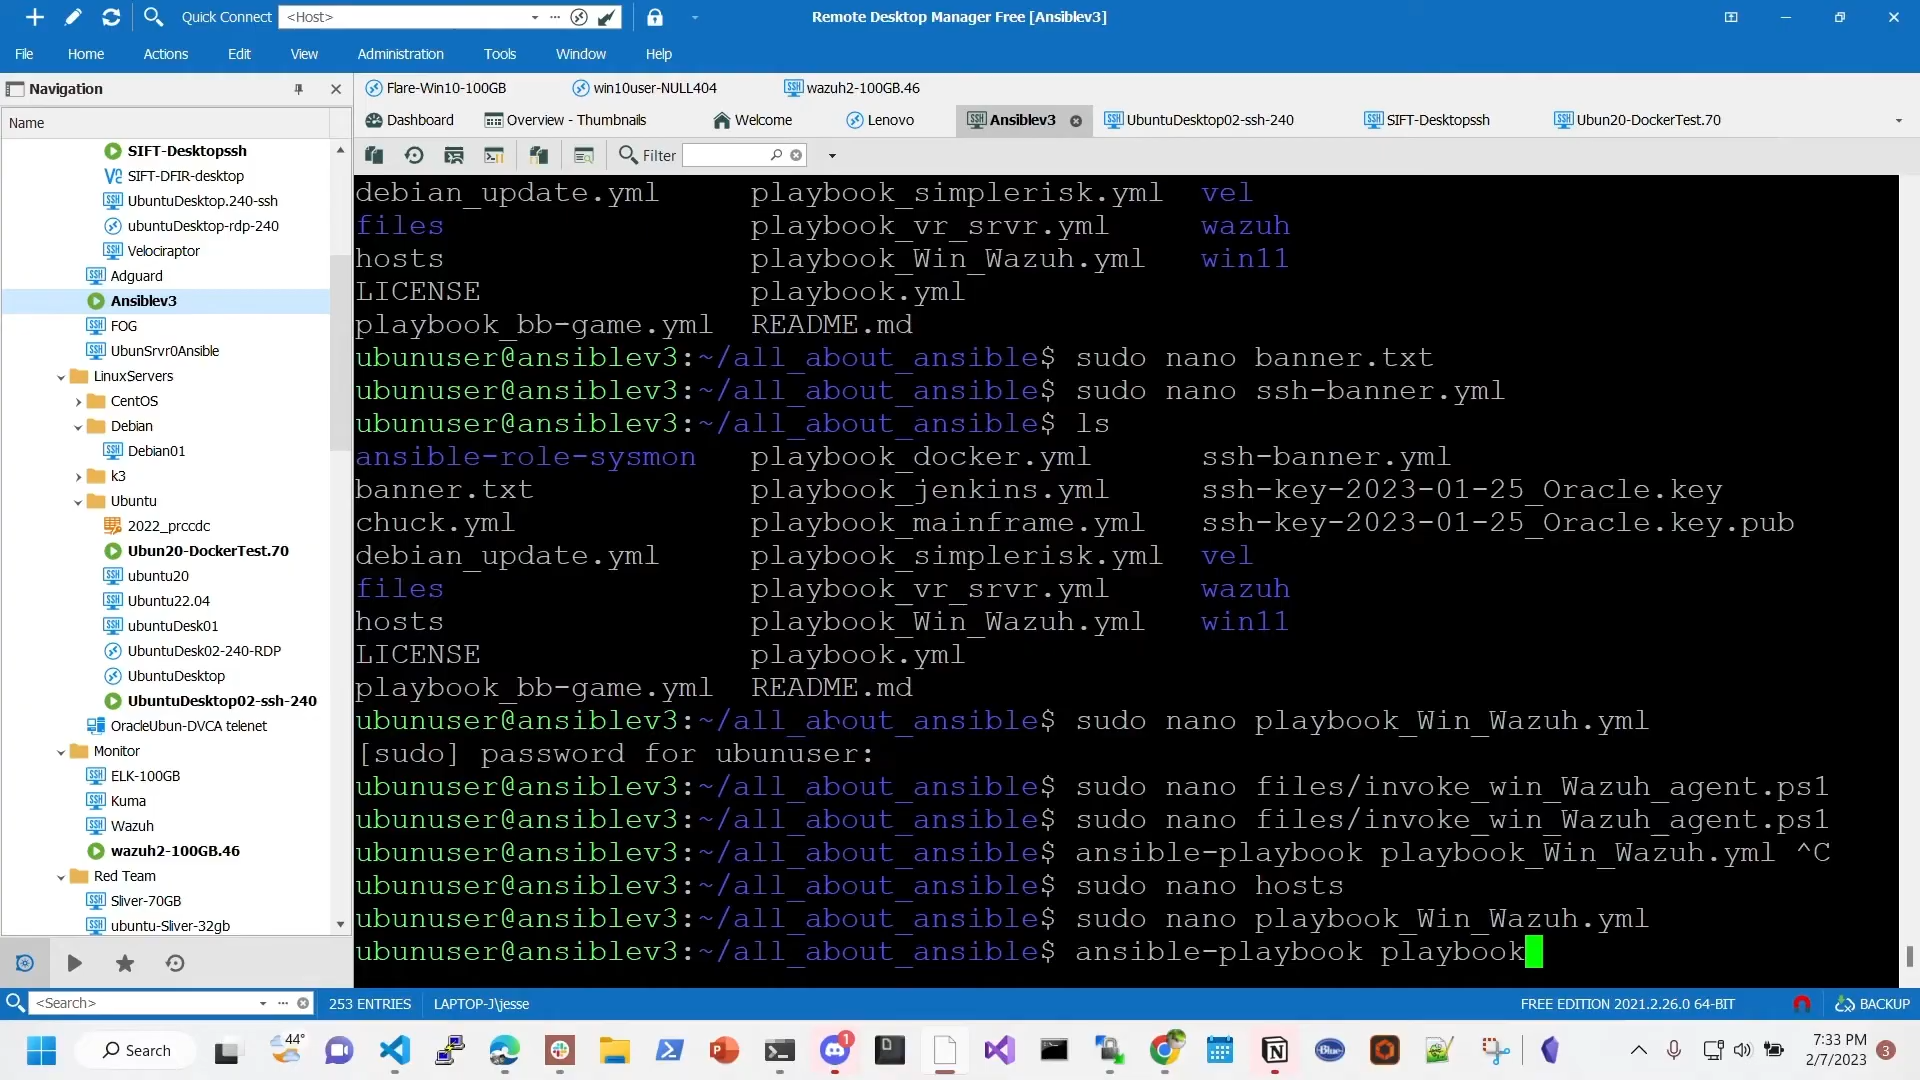 Quick Connect <Host> Remote Desktop Manager Free [Ansiblev3]
File Home Actions Edit View Administration Tools Window Help
Navigation
Name
SIFT-Desktopssh
SIFT-DFIR-desktop
UbuntuDesktop.240-ssh
ubuntuDesktop-rdp-240
Velociraptor
Adguard
Ansiblev3
FOG
UbunSrvr0Ansible
LinuxServers
CentOS
Debian
Debian01
k3
Ubuntu
2022_prccdc
Ubun20-DockerTest.70
ubuntu20
Ubuntu22.04
ubuntuDesk01
UbuntuDesk02-240-RDP
UbuntuDesktop
UbuntuDesktop02-ssh-240
OracleUbun-DVCA telenet
Monitor
ELK-100GB
Kuma
Wazuh
wazuh2-100GB.46
Red Team
Sliver-70GB
ubuntu-Sliver-32gb
Flare-Win10-100GB win10user-NULL404 wazuh2-100GB.46
Dashboard Overview - Thumbnails Welcome Lenovo Ansiblev3 UbuntuDesktop02-ssh-240 SIFT-Desktopssh Ubun20-DockerTest.70
Filter
debian_update.yml playbook_simplerisk.yml vel
files playbook_vr_srvr.yml wazuh
hosts playbook_Win_Wazuh.yml win11
LICENSE playbook.yml
playbook_bb-game.yml README.md
ubunuser@ansiblev3:~/all_about_ansible$ sudo nano banner.txt
ubunuser@ansiblev3:~/all_about_ansible$ sudo nano ssh-banner.yml
ubunuser@ansiblev3:~/all_about_ansible$ ls
ansible-role-sysmon playbook_docker.yml ssh-banner.yml
banner.txt playbook_jenkins.yml ssh-key-2023-01-25_Oracle.key
chuck.yml playbook_mainframe.yml ssh-key-2023-01-25_Oracle.key.pub
debian_update.yml playbook_simplerisk.yml vel
files playbook_vr_srvr.yml wazuh
hosts playbook_Win_Wazuh.yml win11
LICENSE playbook.yml
playbook_bb-game.yml README.md
ubunuser@ansiblev3:~/all_about_ansible$ sudo nano playbook_Win_Wazuh.yml
[sudo] password for ubunuser:
ubunuser@ansiblev3:~/all_about_ansible$ sudo nano files/invoke_win_Wazuh_agent.ps1
ubunuser@ansiblev3:~/all_about_ansible$ sudo nano files/invoke_win_Wazuh_agent.ps1
ubunuser@ansiblev3:~/all_about_ansible$ ansible-playbook playbook_Win_Wazuh.yml ^C
ubunuser@ansiblev3:~/all_about_ansible$ sudo nano hosts
ubunuser@ansiblev3:~/all_about_ansible$ sudo nano playbook_Win_Wazuh.yml
ubunuser@ansiblev3:~/all_about_ansible$ ansible-playbook playbook
<Search> 253 ENTRIES LAPTOP-J\jesse FREE EDITION 2021.2.26.0 64-BIT BACKUP
Search 44° 1 Blue 7:33 PM
2/7/2023 3